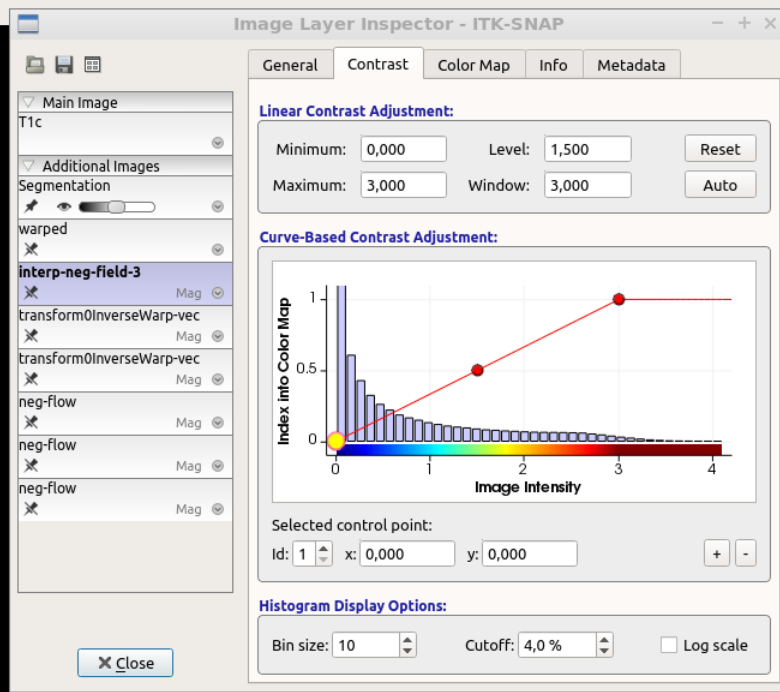 Image Layer Inspector - ITK-SNAP
General Contrast Color Map Info Metadata
Main Image
T1c
Additional Images
Segmentation
warped
interp-neg-field-3
Mag
transform0InverseWarp-vec
Mag
transform0InverseWarp-vec
Mag
neg-flow
Mag
neg-flow
Mag
neg-flow
Mag
Close
Linear Contrast Adjustment:
Minimum: 0,000 Level: 1,500 Reset
Maximum: 3,000 Window: 3,000 Auto
Curve-Based Contrast Adjustment:
Index into Color Map
1
0.5
0
0 1 2 3 4
Image Intensity
Selected control point:
Id: 1 x: 0,000 y: 0,000 + -
Histogram Display Options:
Bin size: 10 Cutoff: 4,0 % Log scale